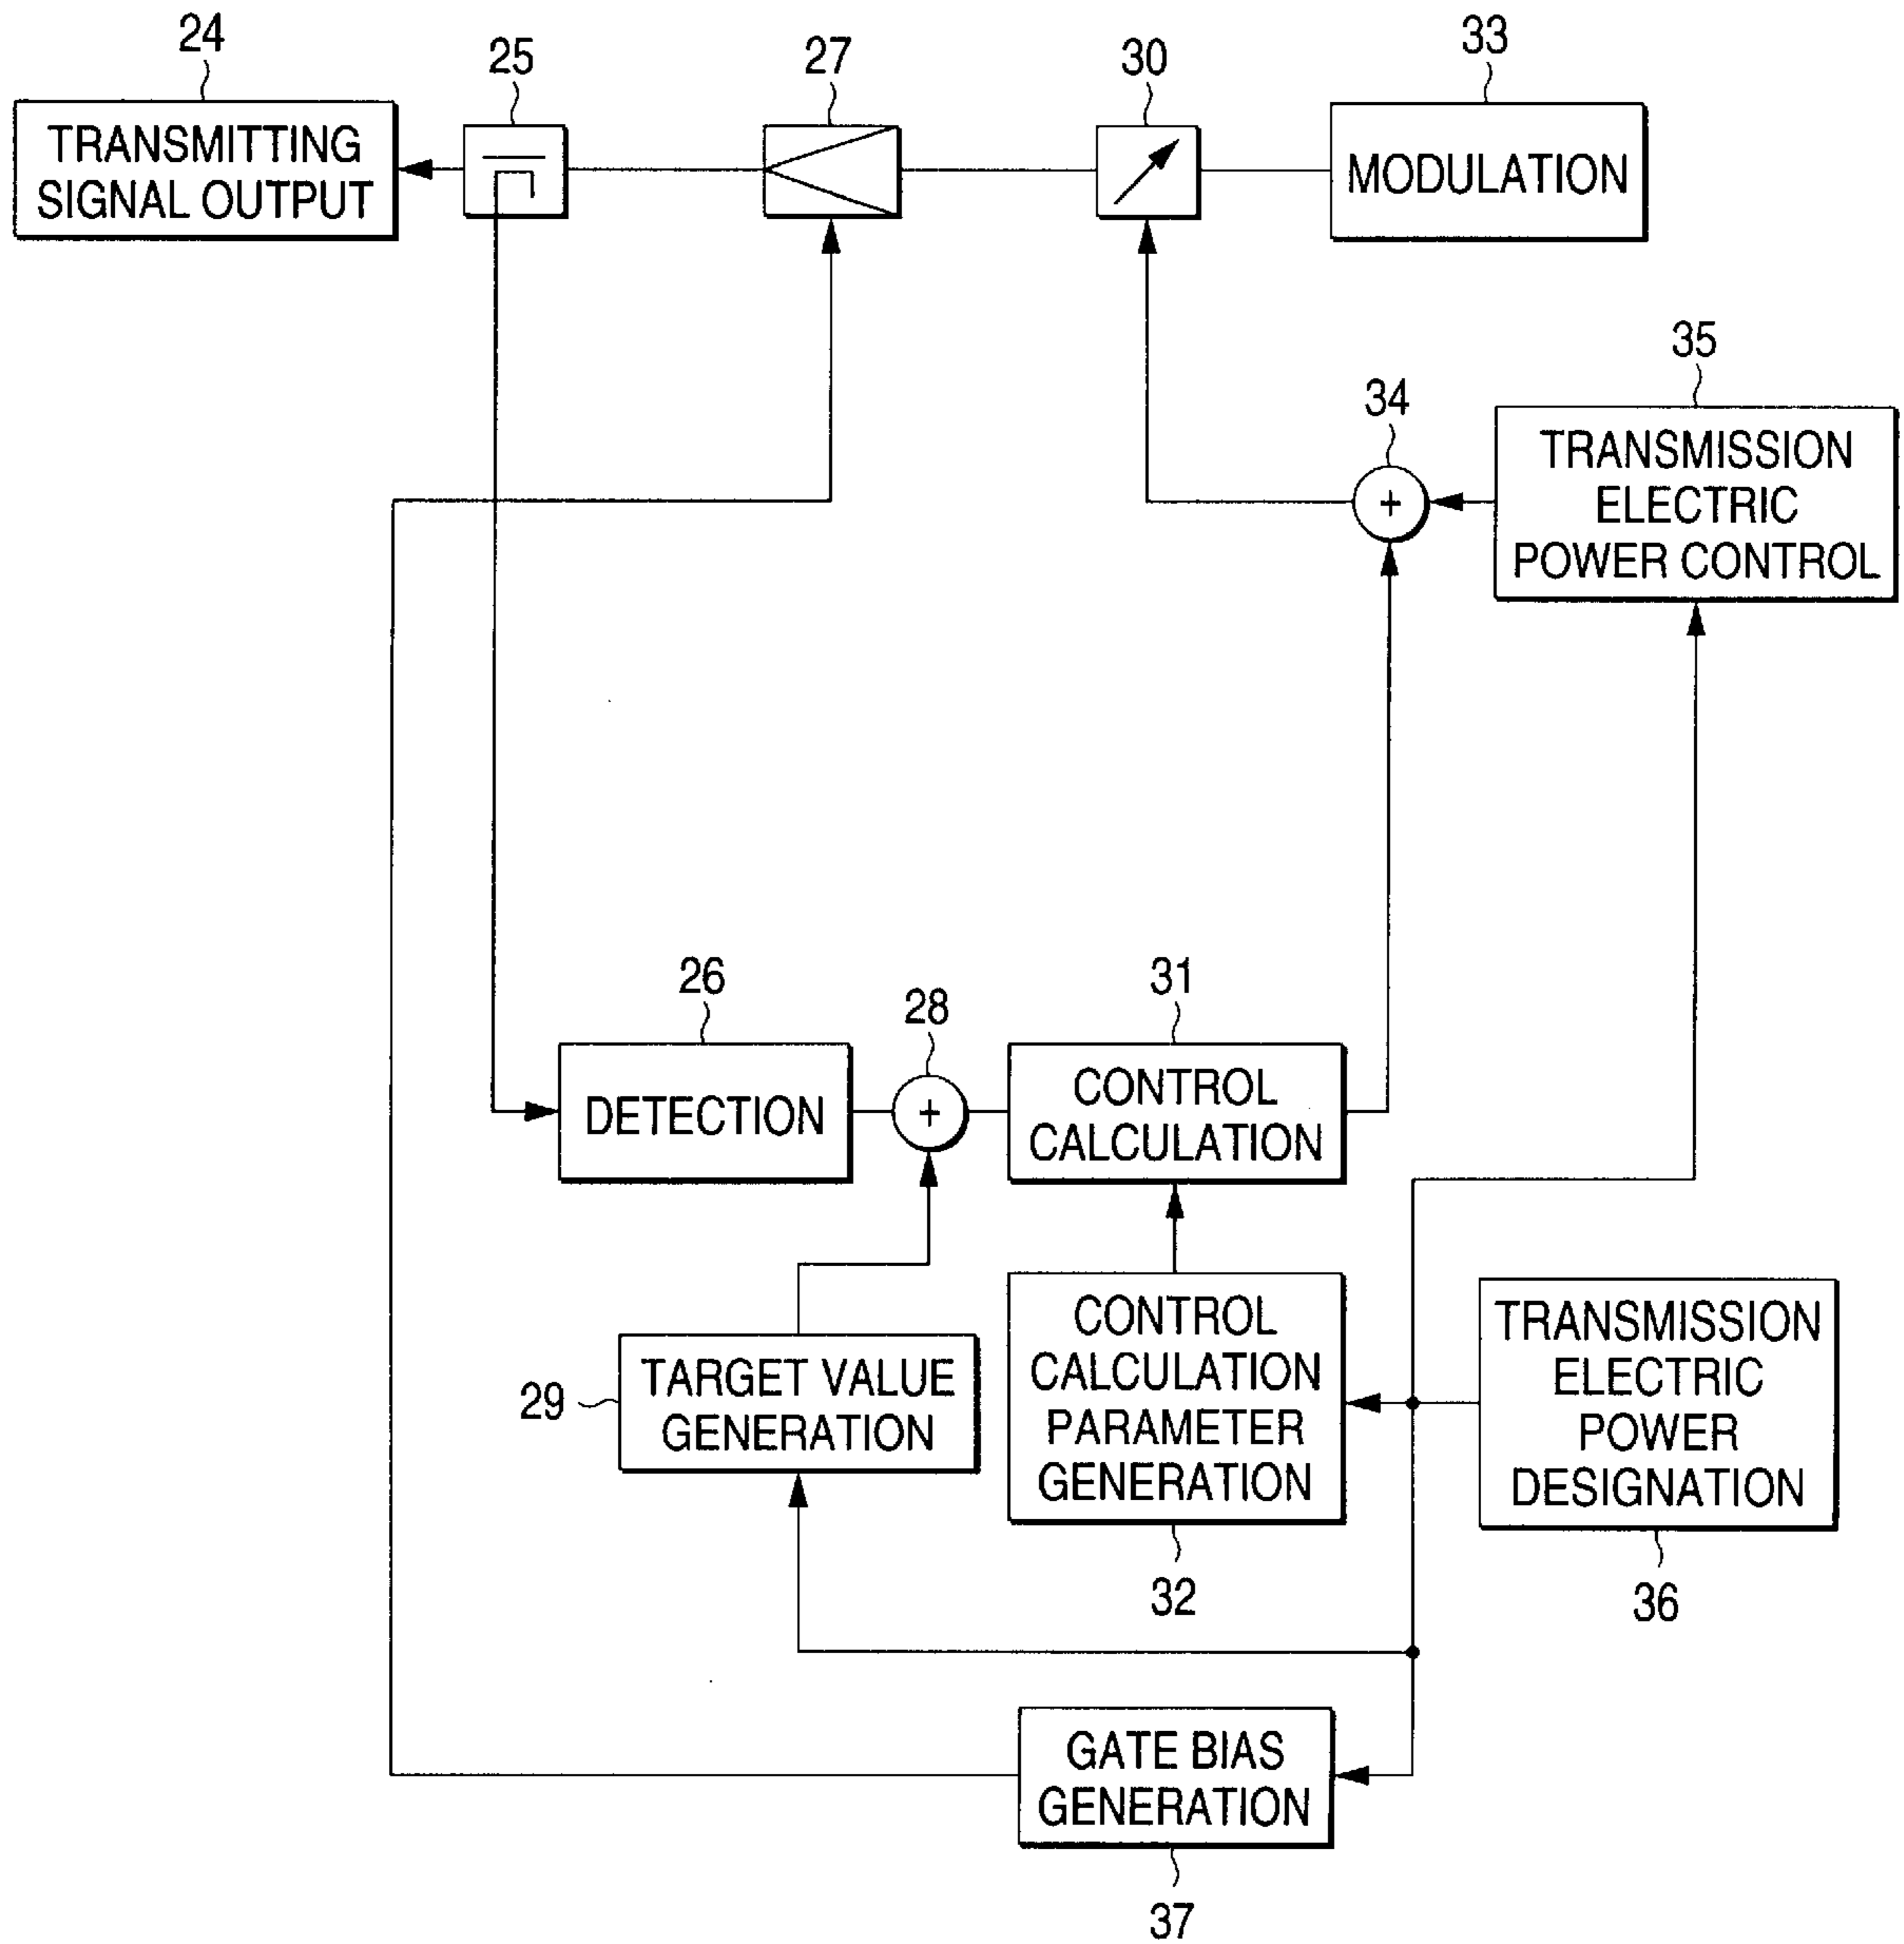 24
25
27
30
33
TRANSMITTING
SIGNAL OUTPUT
MODULATION
35
34
TRANSMISSION
ELECTRIC
POWER CONTROL
+
26
28
31
DETECTION
+
CONTROL
CALCULATION
29
TARGET VALUE
GENERATION
CONTROL
CALCULATION
PARAMETER
GENERATION
32
TRANSMISSION
ELECTRIC
POWER
DESIGNATION
36
GATE BIAS
GENERATION
37